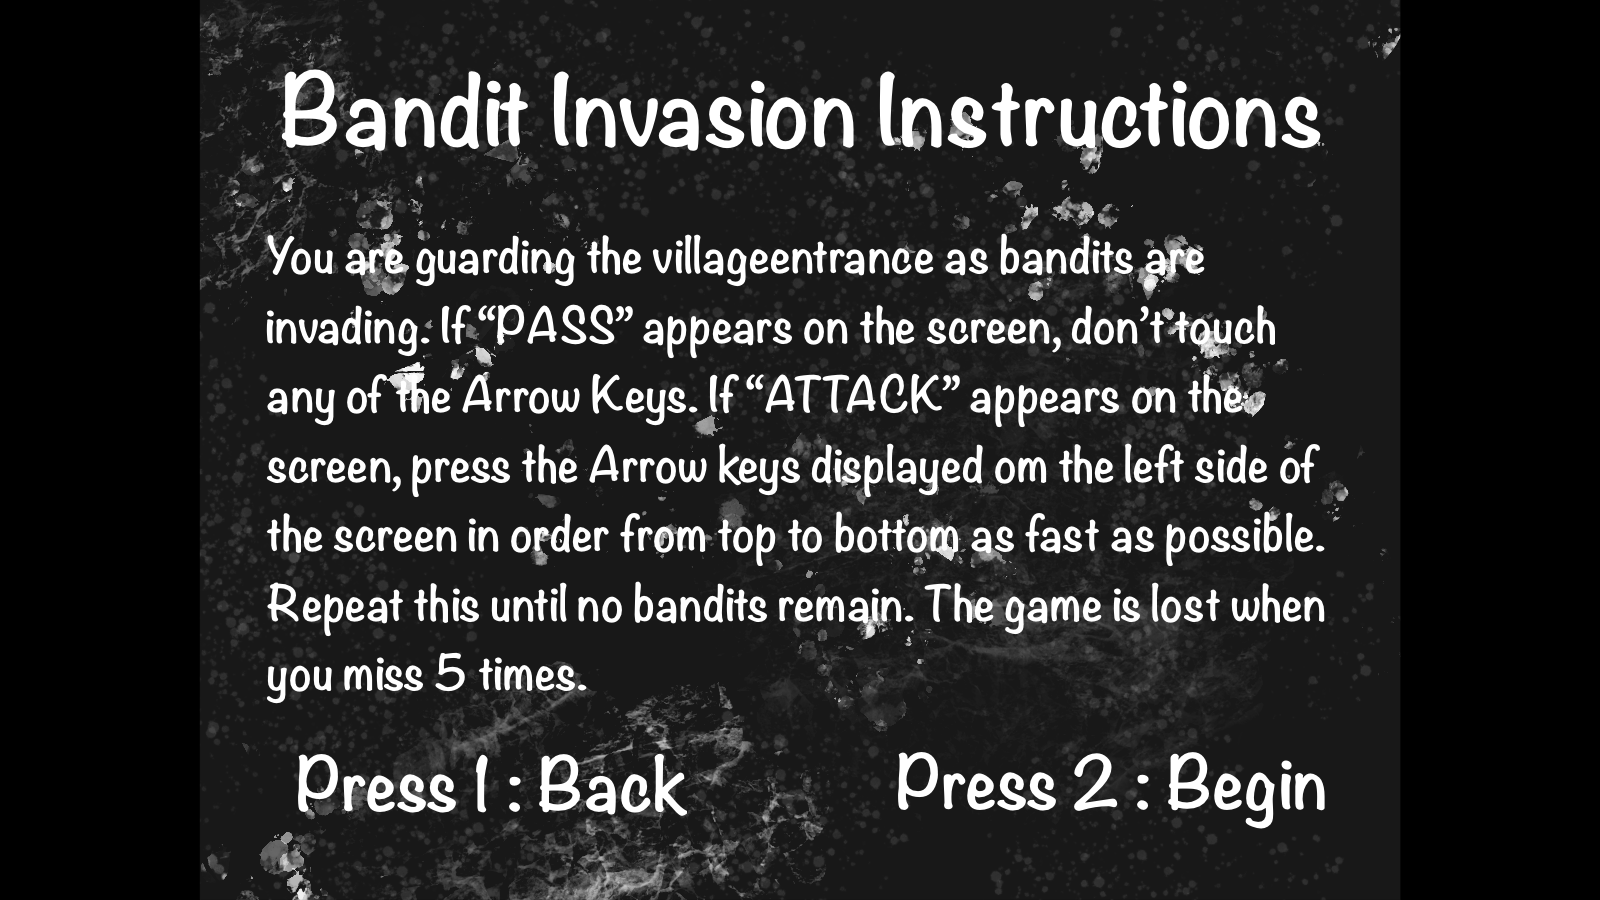 Bandit Invasion Instructions
You are guarding the villageentrance as bandits are
invading. If “PASS” appears on the screen, don’t touch
any of the Arrow Keys. If “ATTACK” appears on the
screen, press the Arrow keys displayed om the left side of
the screen in order from top to bottom as fast as possible.
Repeat this until no bandits remain. The game is lost when
you miss 5 times.
Press 1 : Back
Press 2 : Begin